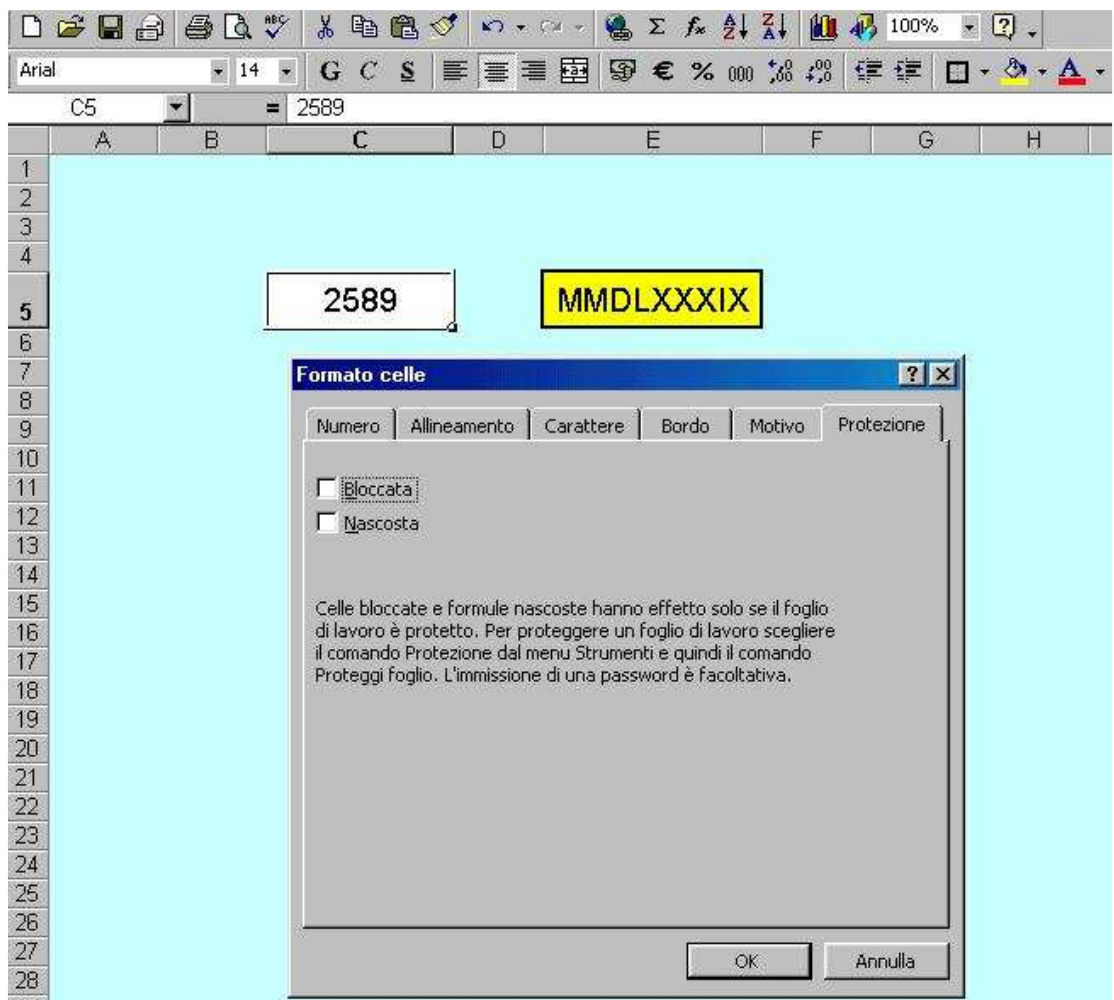 100%
Arial 14 G C S € % 000
C5 = 2589
A B C D E F G H
1
2
3
4
5 2589 MMDLXXXIX
6
7
8
9
10
11
12
13
14
15
16
17
18
19
20
21
22
23
24
25
26
27
28
Formato celle
Numero Allineamento Carattere Bordo Motivo Protezione
Bloccata
Nascosta
Celle bloccate e formule nascoste hanno effetto solo se il foglio
di lavoro è protetto. Per proteggere un foglio di lavoro scegliere
il comando Protezione dal menu Strumenti e quindi il comando
Proteggi foglio. L'immissione di una password è facoltativa.
OK Annulla